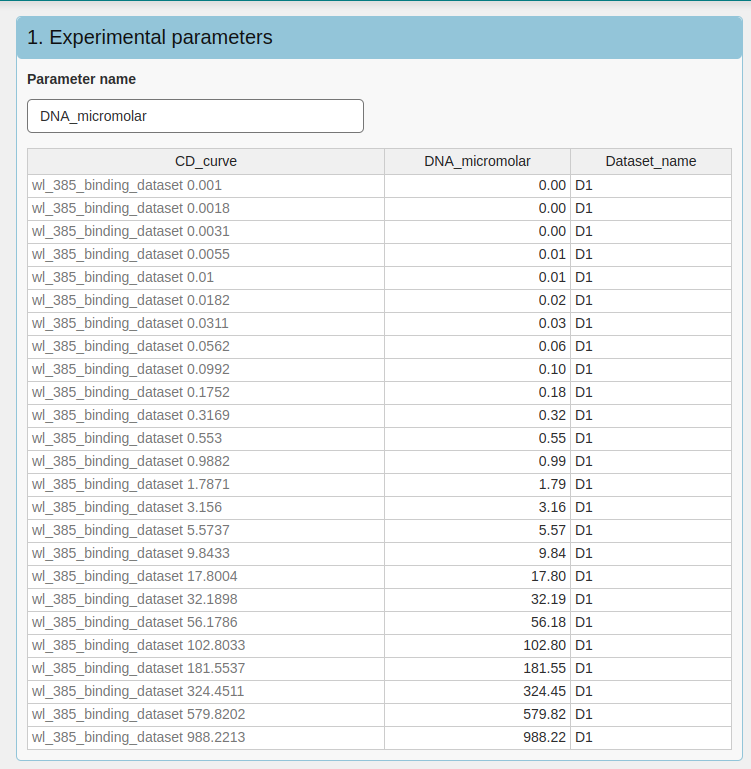 1. Experimental parameters
Parameter name
DNA_micromolar
CD_curve DNA_micromolar Dataset_name
wl_385_binding_dataset 0.001 0.00 D1
wl_385_binding_dataset 0.0018 0.00 D1
wl_385_binding_dataset 0.0031 0.00 D1
wl_385_binding_dataset 0.0055 0.01 D1
wl_385_binding_dataset 0.01 0.01 D1
wl_385_binding_dataset 0.0182 0.02 D1
wl_385_binding_dataset 0.0311 0.03 D1
wl_385_binding_dataset 0.0562 0.06 D1
wl_385_binding_dataset 0.0992 0.10 D1
wl_385_binding_dataset 0.1752 0.18 D1
wl_385_binding_dataset 0.3169 0.32 D1
wl_385_binding_dataset 0.553 0.55 D1
wl_385_binding_dataset 0.9882 0.99 D1
wl_385_binding_dataset 1.7871 1.79 D1
wl_385_binding_dataset 3.156 3.16 D1
wl_385_binding_dataset 5.5737 5.57 D1
wl_385_binding_dataset 9.8433 9.84 D1
wl_385_binding_dataset 17.8004 17.80 D1
wl_385_binding_dataset 32.1898 32.19 D1
wl_385_binding_dataset 56.1786 56.18 D1
wl_385_binding_dataset 102.8033 102.80 D1
wl_385_binding_dataset 181.5537 181.55 D1
wl_385_binding_dataset 324.4511 324.45 D1
wl_385_binding_dataset 579.8202 579.82 D1
wl_385_binding_dataset 988.2213 988.22 D1